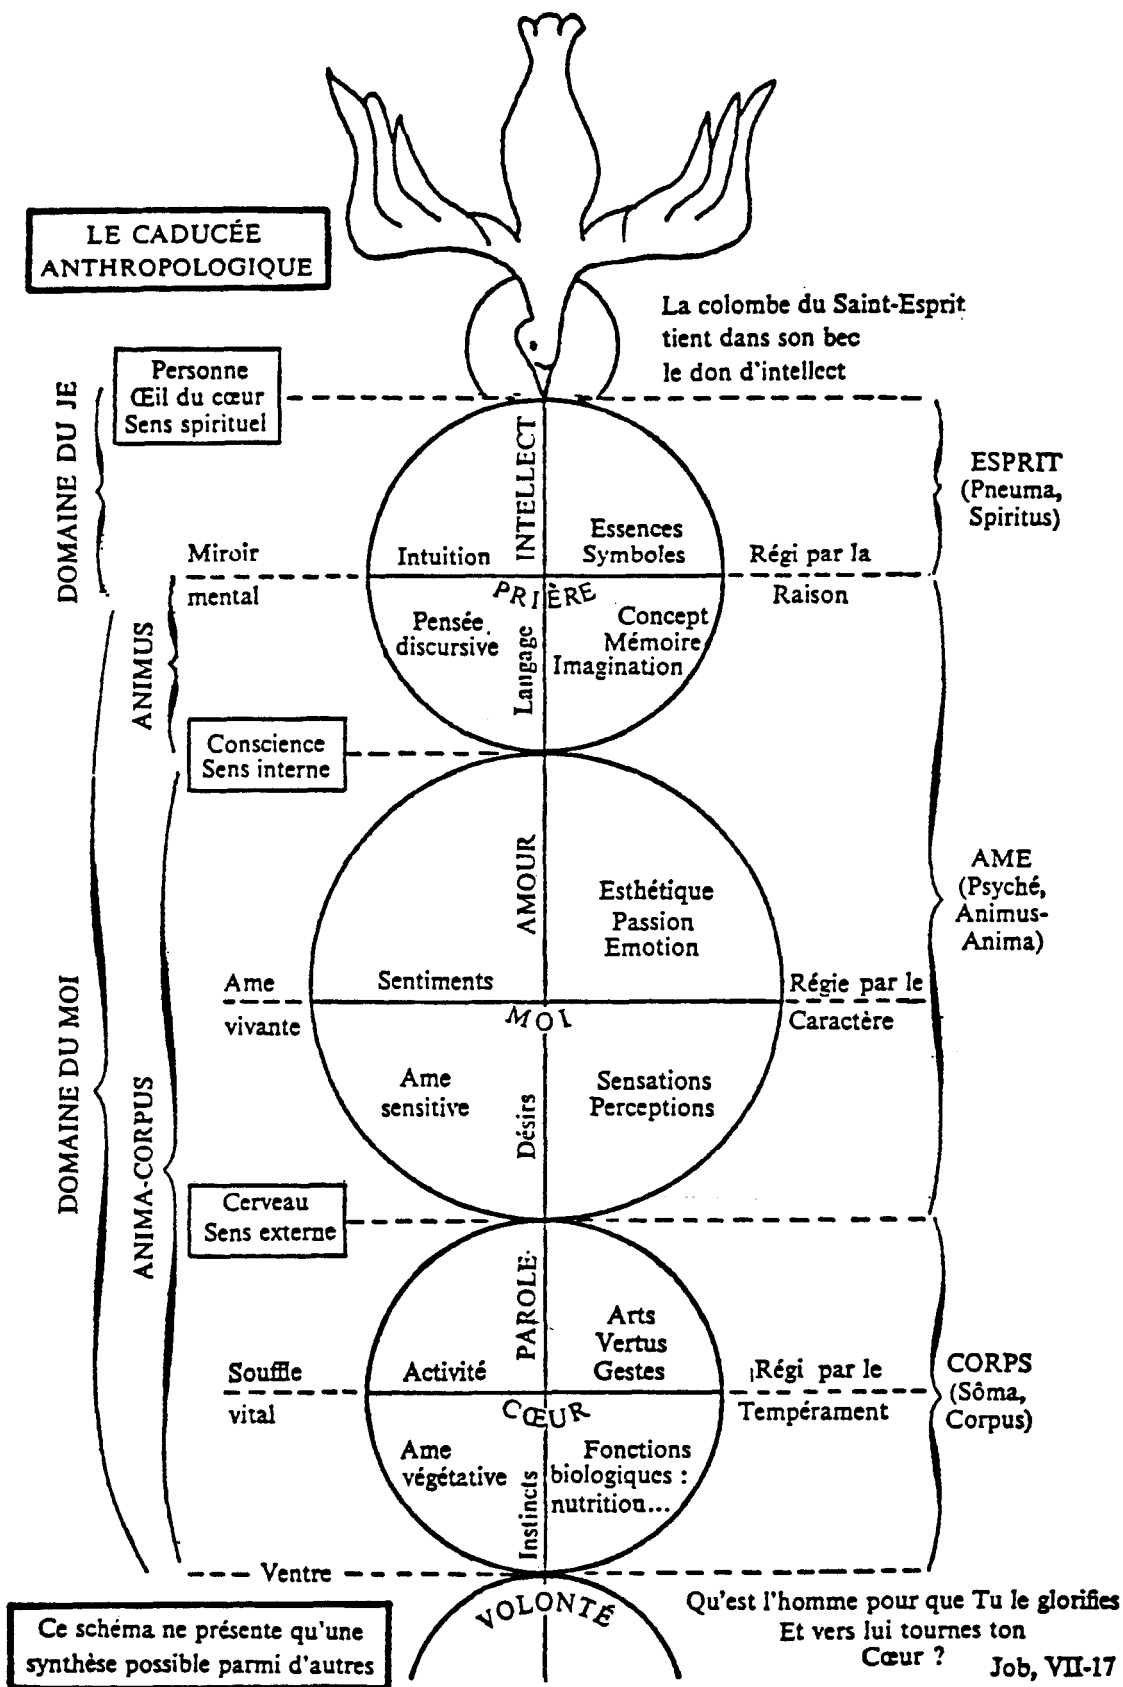 LE CADUCÉE
ANTHROPOLOGIQUE
La colombe du Saint-Esprit
tient dans son bec
le don d'intellect
Personne
Œil du cœur
Sens spirituel
DOMAINE DU JE
INTELLECT
ESPRIT
(Pneuma,
Spiritus)
Miroir
mental
Intuition
Essences
Symboles
Régi par la
Raison
PRIÈRE
Pensée
discursive
Langage
Concept
Mémoire
Imagination
ANIMUS
Conscience
Sens interne
AMOUR
Esthétique
Passion
Emotion
AME
(Psyché,
Animus-
Anima)
Ame
vivante
Sentiments
Régie par le
Caractère
MOI
DOMAINE DU MOI
ANIMA-CORPUS
Ame
sensitive
Désirs
Sensations
Perceptions
Cerveau
Sens externe
PAROLE
Arts
Vertus
Gestes
Souffle
vital
Activité
Régi par le
Tempérament
CORPS
(Sôma,
Corpus)
CŒUR
Ame
végétative
Instincts
Fonctions
biologiques :
nutrition...
Ventre
VOLONTÉ
Ce schéma ne présente qu'une
synthèse possible parmi d'autres
Qu'est l'homme pour que Tu le glorifies
Et vers lui tournes ton
Cœur ?
Job, VII-17